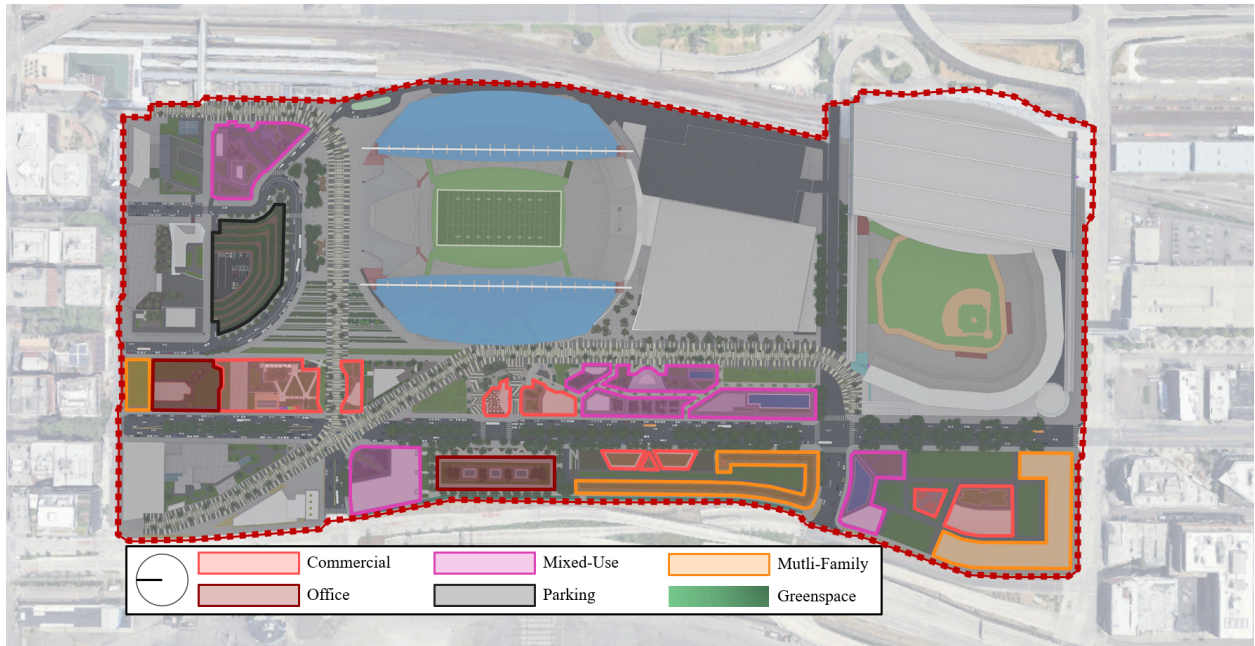 Commercial
Mixed-Use
Mutli-Family
Office
Parking
Greenspace